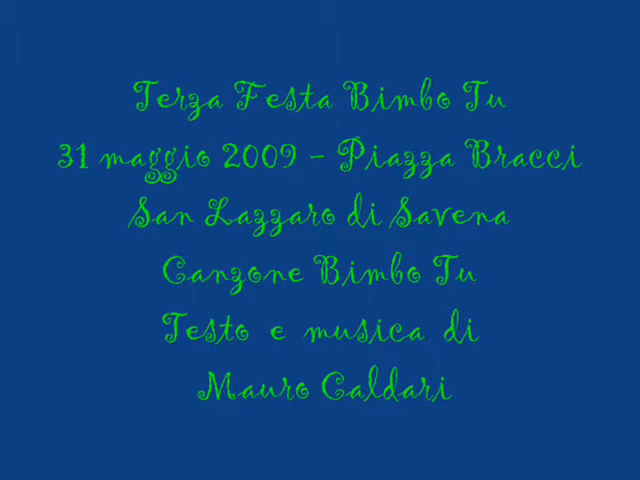 Terza Festa Bimbo Tu
31 maggio 2009 - Piazza Bracci
San Lazzaro di Savena
Canzone Bimbo Tu
Testo e musica di
Mauro Caldari